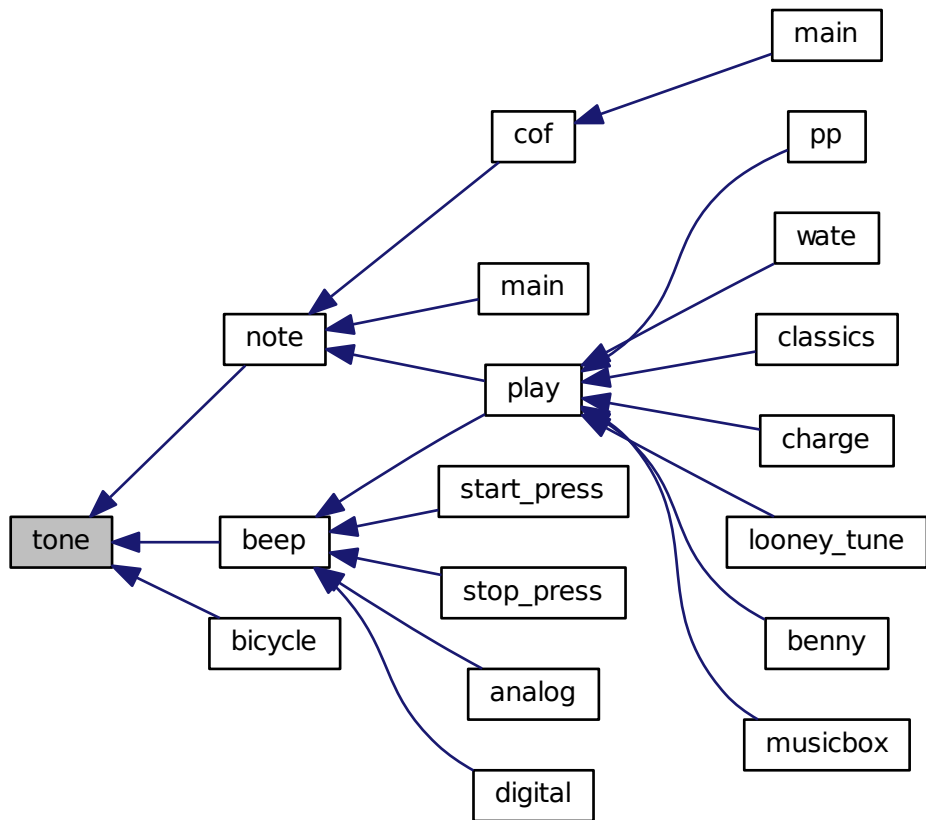 main
cof
pp
wate
main
note
classics
play
charge
start_press
tone
beep
looney_tune
stop_press
bicycle
benny
analog
musicbox
digital